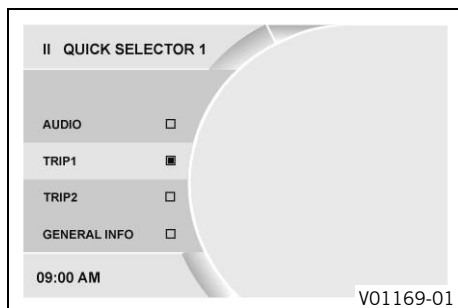 II QUICK SELECTOR 1
AUDIO
TRIP1
TRIP2
GENERAL INFO
09:00 AM
V01169-01